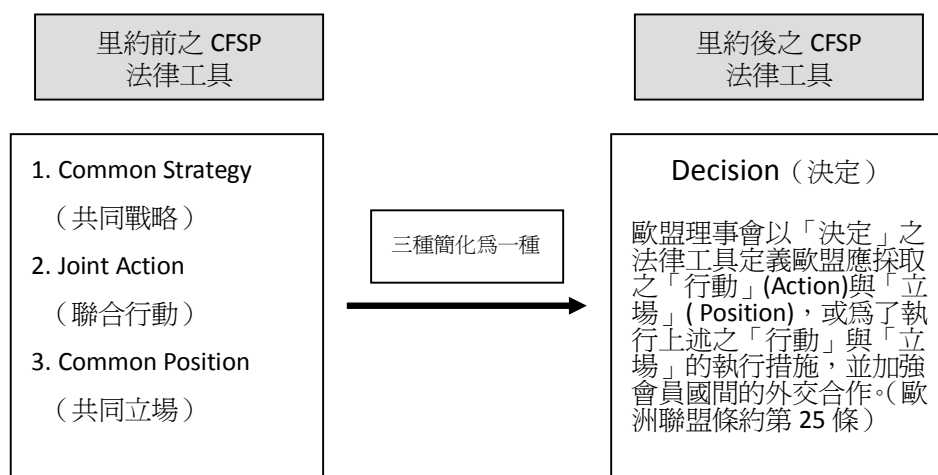 里約前之 CFSP
法律工具
里約後之 CFSP
法律工具
1. Common Strategy
（共同戰略）
2. Joint Action
（聯合行動）
3. Common Position
（共同立場）
三種簡化為一種
Decision（決定）
歐盟理事會以「決定」之
法律工具定義歐盟應採取
之「行動」(Action)與「立
場」( Position)，或為了執
行上述之「行動」與「立
場」的執行措施，並加強
會員國間的外交合作。（歐
洲聯盟條約第 25 條）